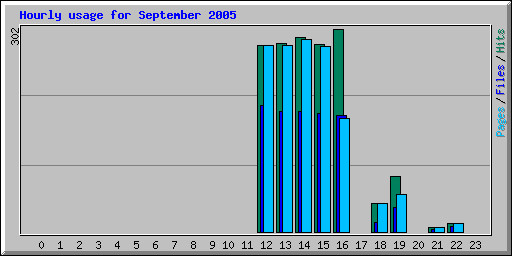 Hourly usage for September 2005
302
Pages / Files / Hits
0 1 2 3 4 5 6 7 8 9 10 11 12 13 14 15 16 17 18 19 20 21 22 23